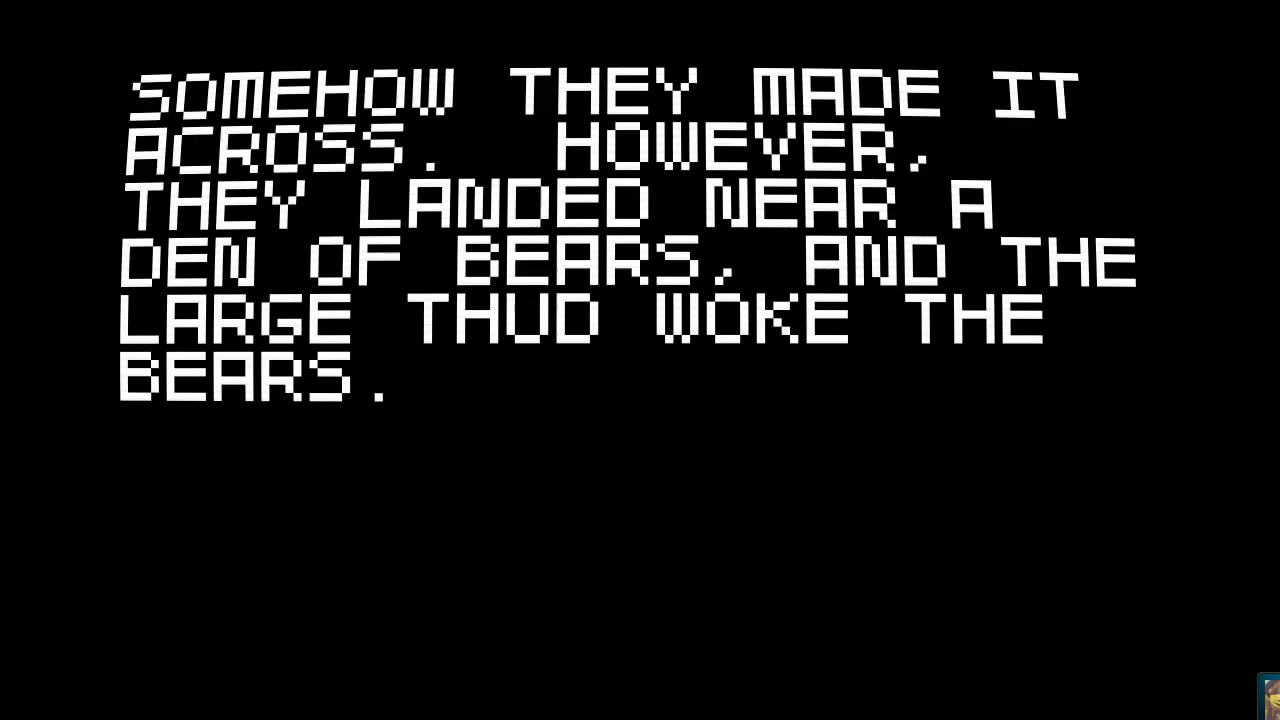 SOMEHOW THEY MADE IT
ACROSS.  HOWEVER,
THEY LANDED NEAR A
DEN OF BEARS, AND THE
LARGE THUD WOKE THE
BEARS.